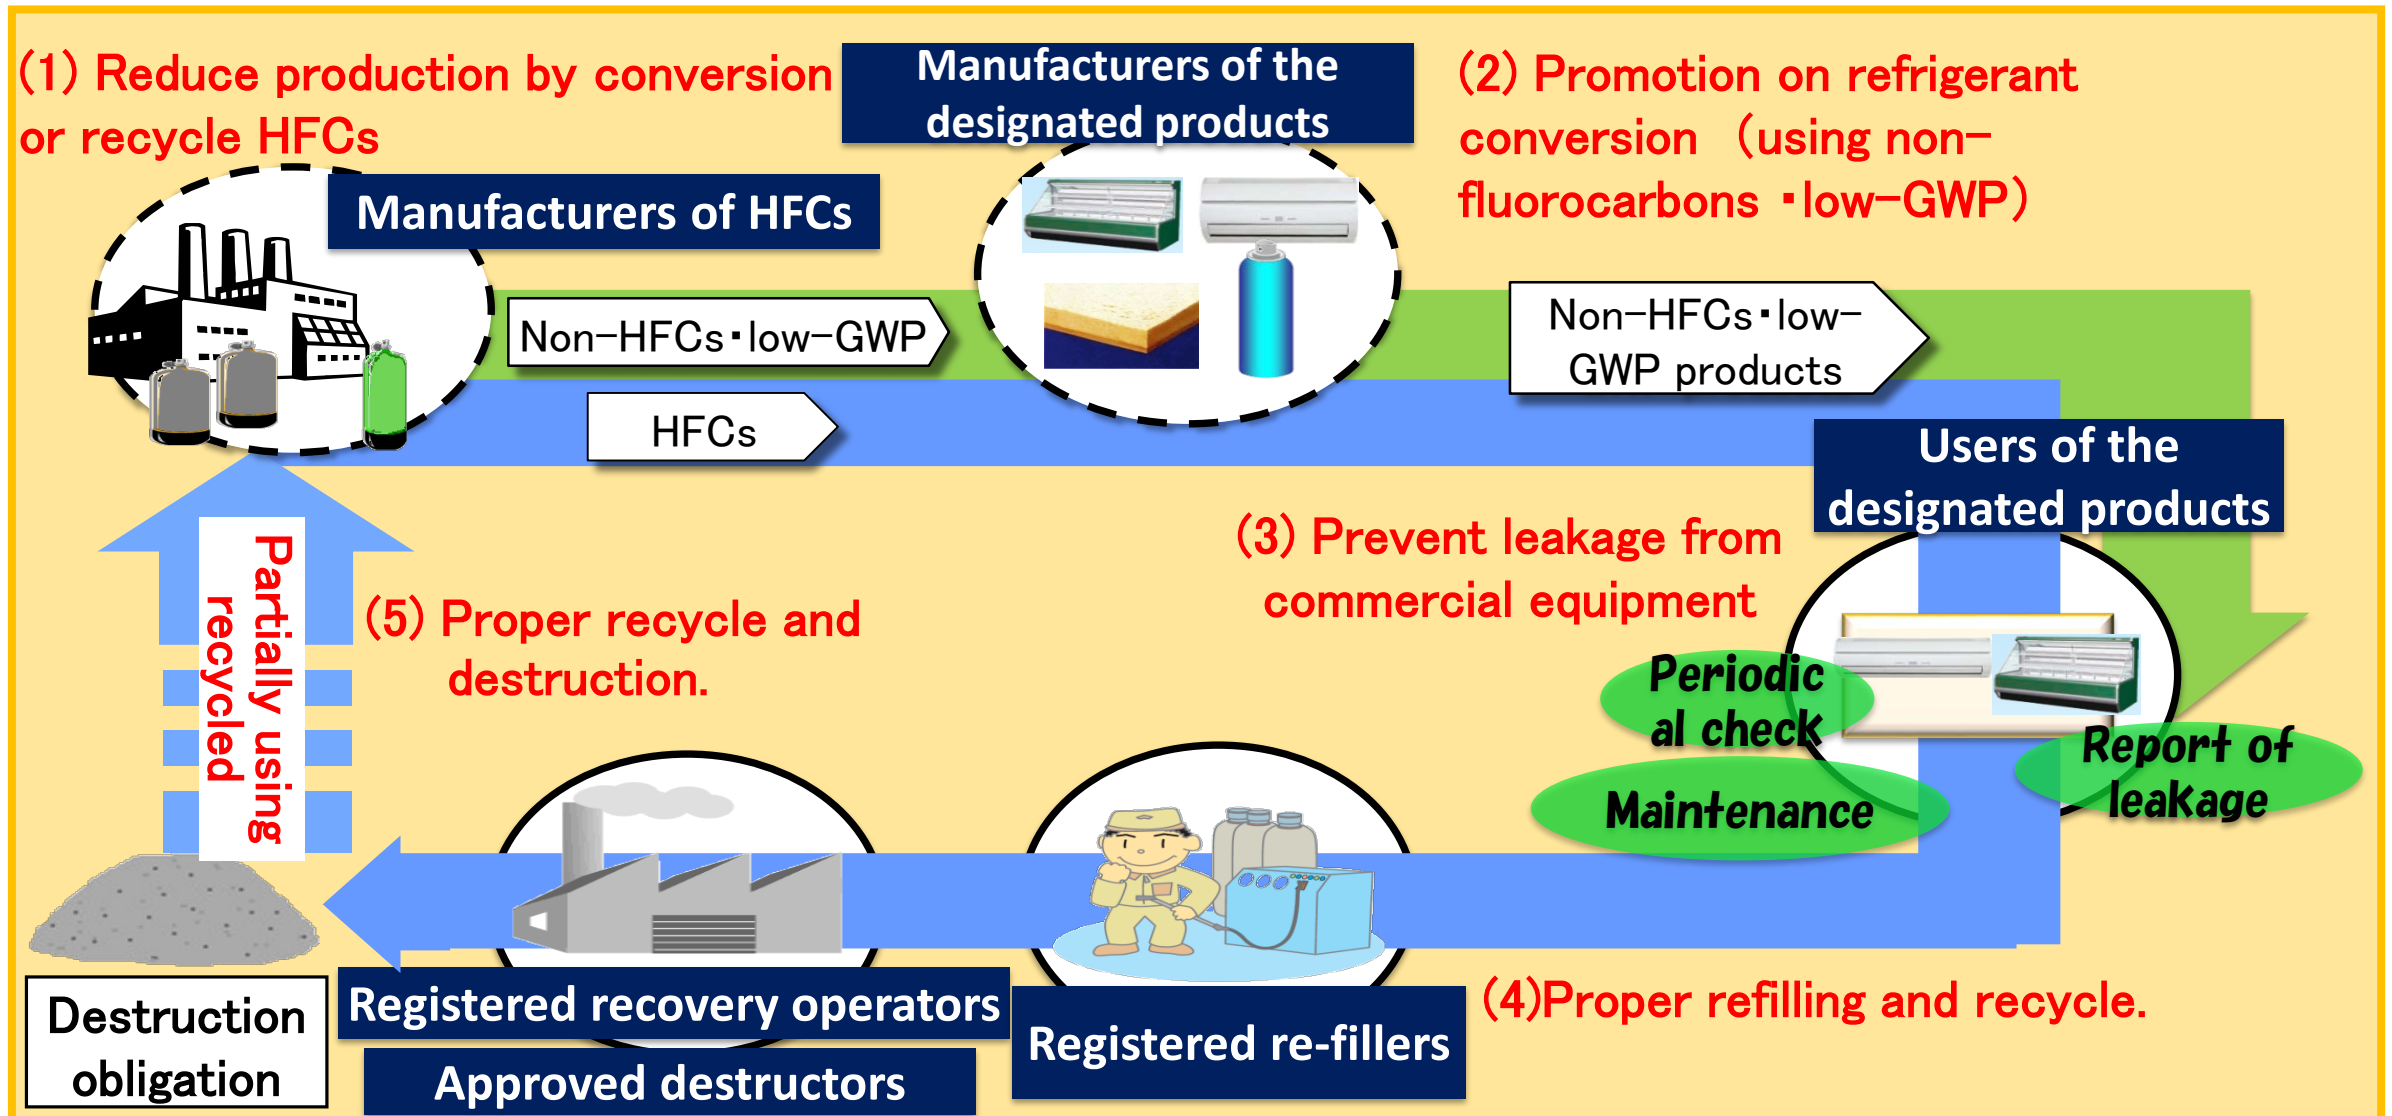 (1) Reduce production by conversion
or recycle HFCs
Manufacturers of the
designated products
(2) Promotion on refrigerant
conversion （using non-
fluorocarbons ・low-GWP）
Manufacturers of HFCs
Non-HFCs・low-GWP
HFCs
Non-HFCs・low-
GWP products
Users of the
designated products
(3) Prevent leakage from
commercial equipment
Periodic
al check
Maintenance
Report of
leakage
Partially using
recycled
(5) Proper recycle and
destruction.
(4)Proper refilling and recycle.
Registered re-fillers
Registered recovery operators
Approved destructors
Destruction
obligation